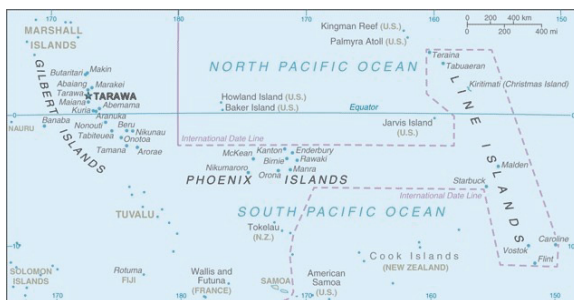 170
180
170
160
150
0 200 400 km
0 200 400 mi
MARSHALL
ISLANDS
Kingman Reef (U.S.)
Palmyra Atoll (U.S.)
NORTH PACIFIC OCEAN
Teraina
Tabuaeran
Kiritimati (Christmas Island)
GILBERT ISLANDS
Butaritari
Makin
Abaiang
Marakei
Tarawa
TARAWA
Maiana
Abemama
Kuria
Aranuka
Howland Island (U.S.)
Baker Island (U.S.)
Equator
0
Jarvis Island
(U.S.)
NAURU
Banaba
Nonouti
Beru
Nikunau
Tabiteuea
Onotoa
Tamana
Arorae
International Date Line
LINE ISLANDS
McKean
Kanton
Enderbury
Birnie
Rawaki
Nikumaroro
Orona
Manra
PHOENIX ISLANDS
Malden
Starbuck
International Date Line
TUVALU
SOUTH PACIFIC OCEAN
Tokelau
(N.Z.)
Cook Islands
(NEW ZEALAND)
Vostok
Caroline
Flint
10
10
SOLOMON
ISLANDS
Rotuma
FIJI
Wallis and
Futuna
(FRANCE)
SAMOA
American
Samoa
(U.S.)
170
180
170
160
150